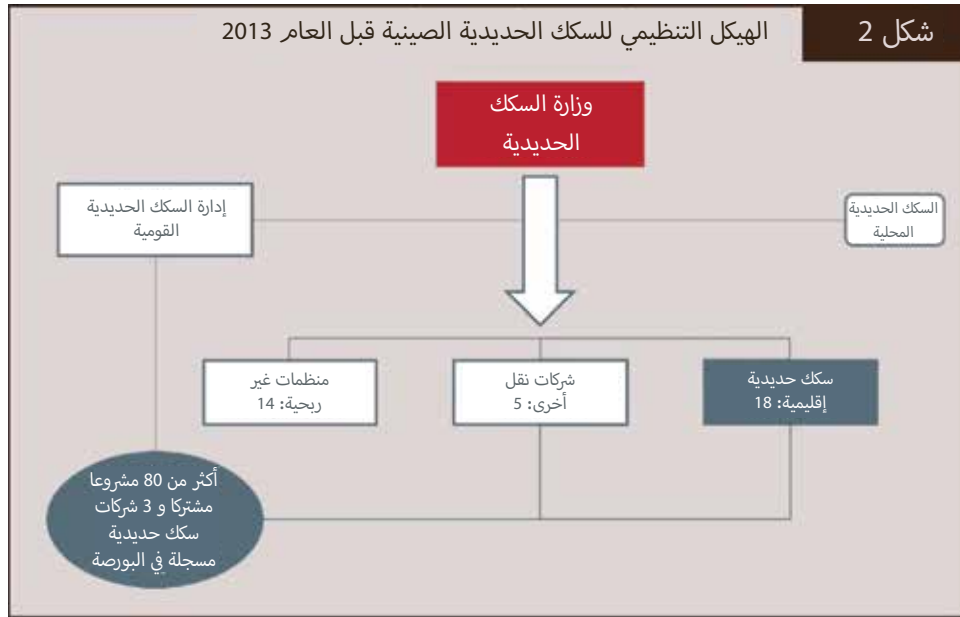 شكل 2
الهيكل التنظيمي للسكك الحديدية الصينية قبل العام 2013
وزارة السكك
الحديدية
السكك الحديدية
المحلية
إدارة السكك الحديدية
القومية
سكك حديدية
إقليمية: 18
شركات نقل
أخرى: 5
منظمات غير
ربحية: 14
أكثر من 80 مشروعا
مشتركا و 3 شركات
سكك حديدية
مسجلة في البورصة